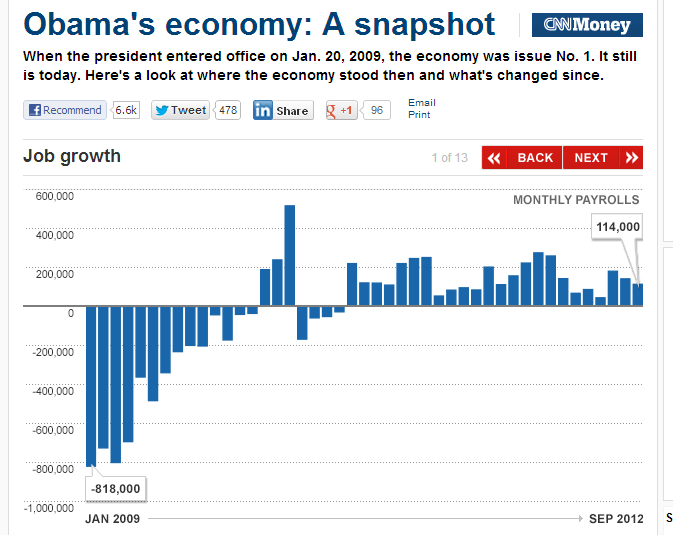 Obama's economy: A snapshot
CNNMoney
When the president entered office on Jan. 20, 2009, the economy was issue No. 1. It still
is today. Here's a look at where the economy stood then and what's changed since.
Recommend 6.6k Tweet 478 in Share g +1 96 Email
Print
Job growth 1 of 13 BACK NEXT
MONTHLY PAYROLLS
600,000
114,000
400,000
200,000
0
-200,000
-400,000
-600,000
-800,000
-818,000
-1,000,000
JAN 2009 SEP 2012
S